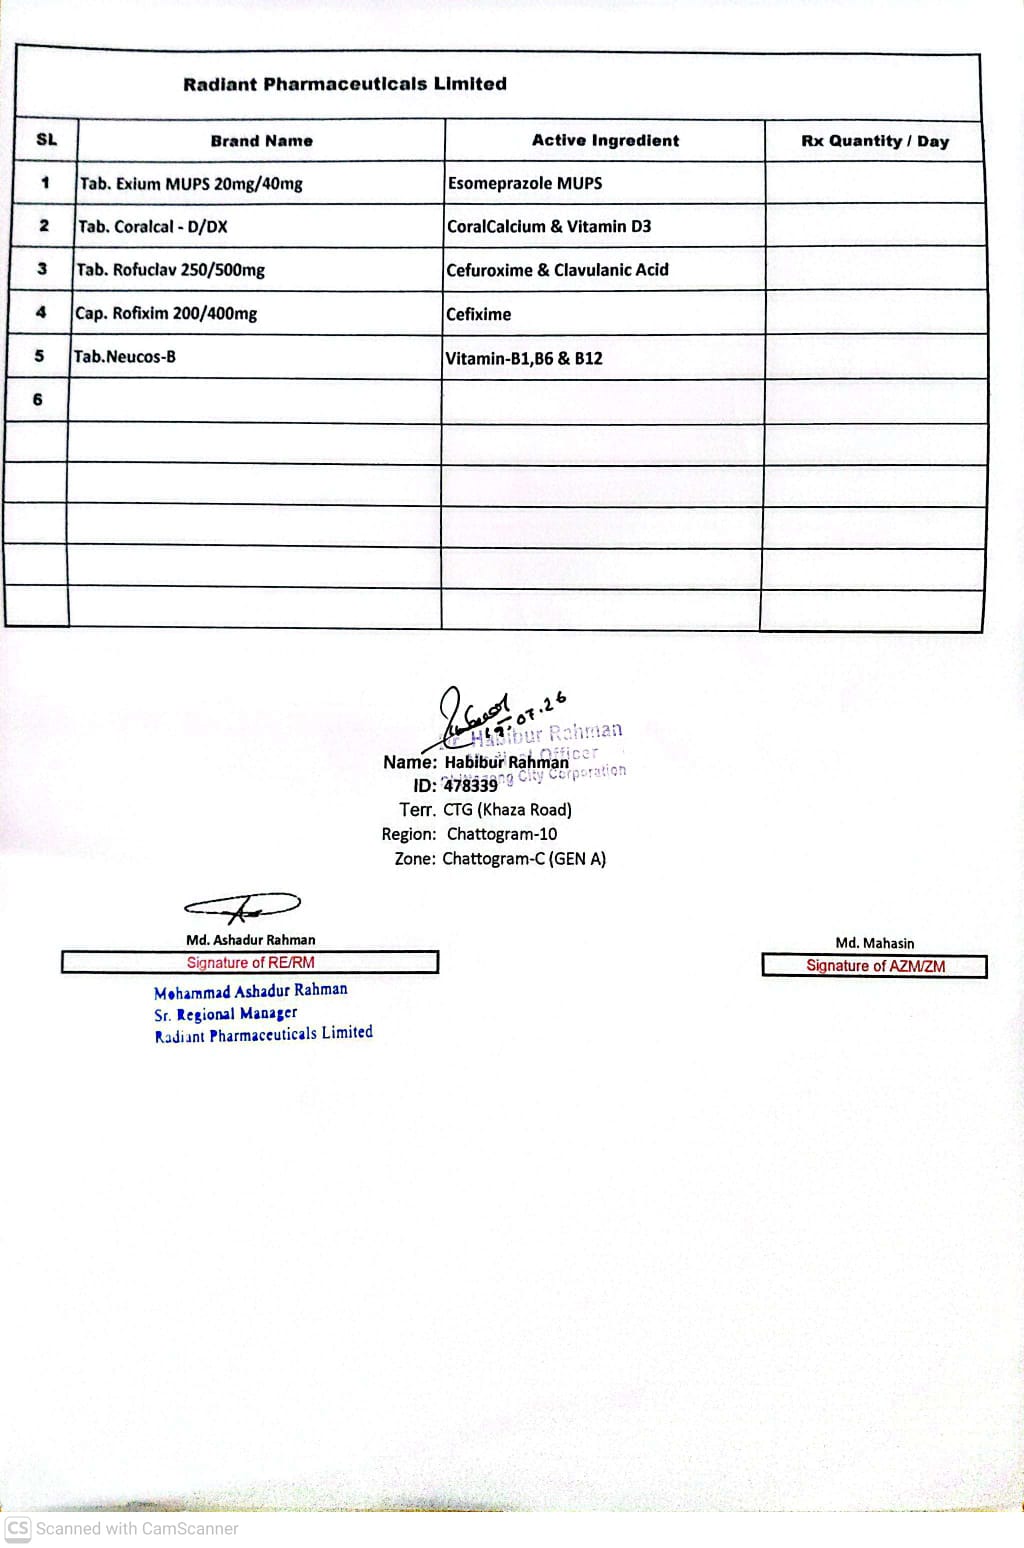 Radiant Pharmaceuticals Limited
SL Brand Name Active Ingredient Rx Quantity / Day
1 Tab. Exium MUPS 20mg/40mg Esomeprazole MUPS
2 Tab. Coralcal - D/DX CoralCalcium & Vitamin D3
3 Tab. Rofuclav 250/500mg Cefuroxime & Clavulanic Acid
4 Cap. Rofixim 200/400mg Cefixime
5 Tab.Neucos-B Vitamin-B1,B6 & B12
6
.07.26
Habibur Rahman
Officer
City Corporation
Name: Habibur Rahman
ID: 478339
Terr. CTG (Khaza Road)
Region: Chattogram-10
Zone: Chattogram-C (GEN A)
Md. Ashadur Rahman
Signature of RE/RM
Mohammad Ashadur Rahman
Sr. Regional Manager
Radiant Pharmaceuticals Limited
Md. Mahasin
Signature of AZM/ZM
CS Scanned with CamScanner